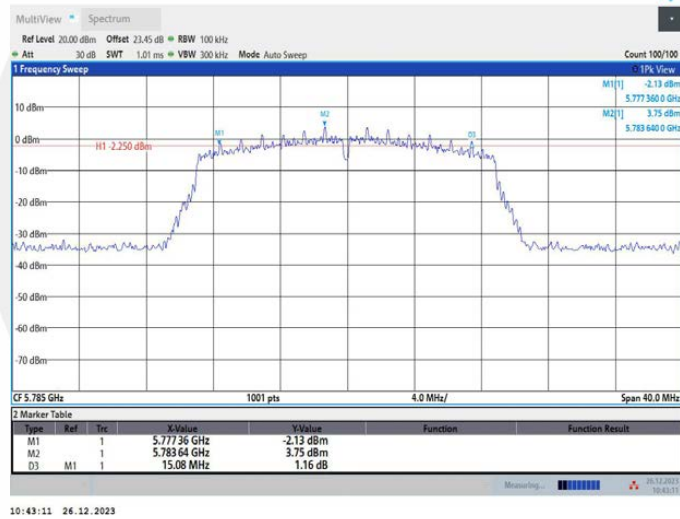 MultiView Spectrum
Ref Level 20.00 dBm Offset 23.45 dB RBW 100 kHz
Att 30 dB SWT 1.01 ms VBW 300 kHz Mode Auto Sweep Count 100/100
1 Frequency Sweep 1Pk View
M1[1] -2.13 dBm
5.777 360 0 GHz
M2[1] 3.75 dBm
5.783 640 0 GHz
10 dBm
M2
0 dBm
M1
D3
H1 -2.250 dBm
-10 dBm
-20 dBm
-30 dBm
-40 dBm
-50 dBm
-60 dBm
-70 dBm
CF 5.785 GHz 1001 pts 4.0 MHz/ Span 40.0 MHz
2 Marker Table
Type Ref Trc X-Value Y-Value Function Function Result
M1 1 5.777 36 GHz -2.13 dBm
M2 1 5.783 64 GHz 3.75 dBm
D3 M1 1 15.08 MHz 1.16 dB
Measuring... 26.12.2023
10:43:11
10:43:11 26.12.2023